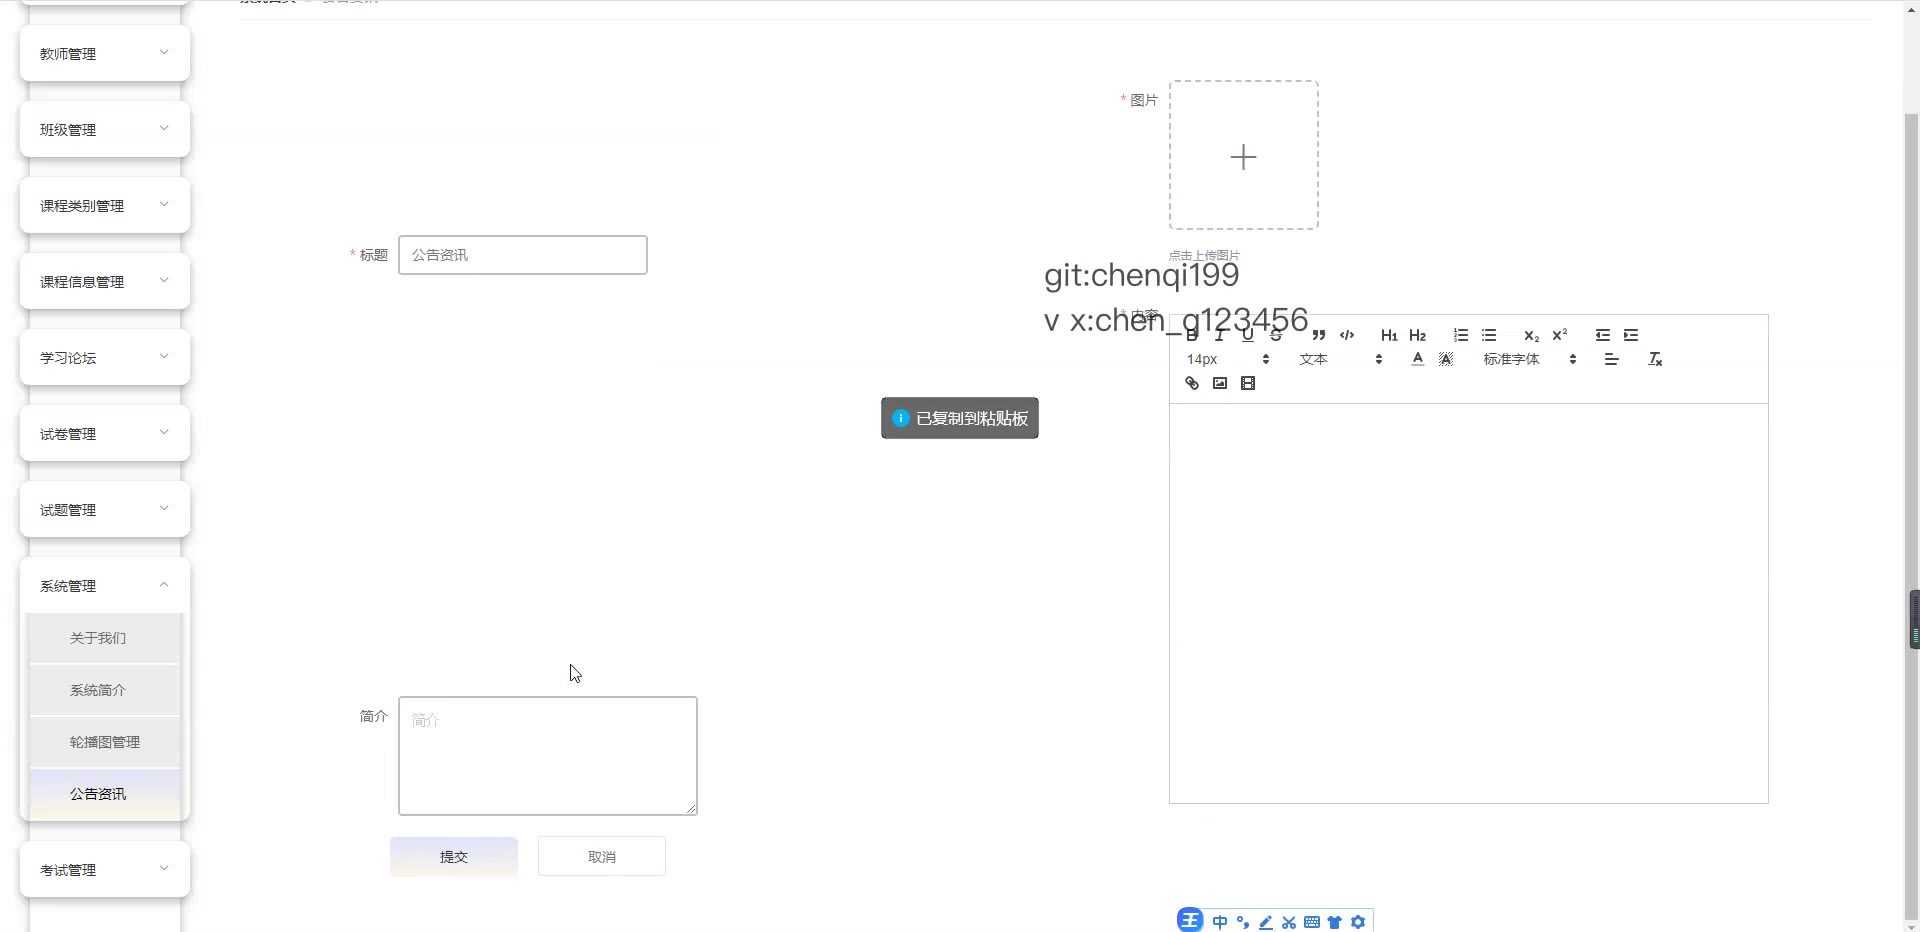 教师管理
班级管理
课程类别管理
课程信息管理
学习论坛
试卷管理
试题管理
系统管理
关于我们
系统简介
轮播图管理
公告资讯
考试管理
* 图片
点击上传图片
* 标题 公告资讯
git:chenqi199
v x:chen_q123456
* 内容
B I U S ” </> H1 H2 X2 X2
14px 文本 A A 标准字体 Tx
已复制到粘贴板
简介 简介
提交 取消
王 中